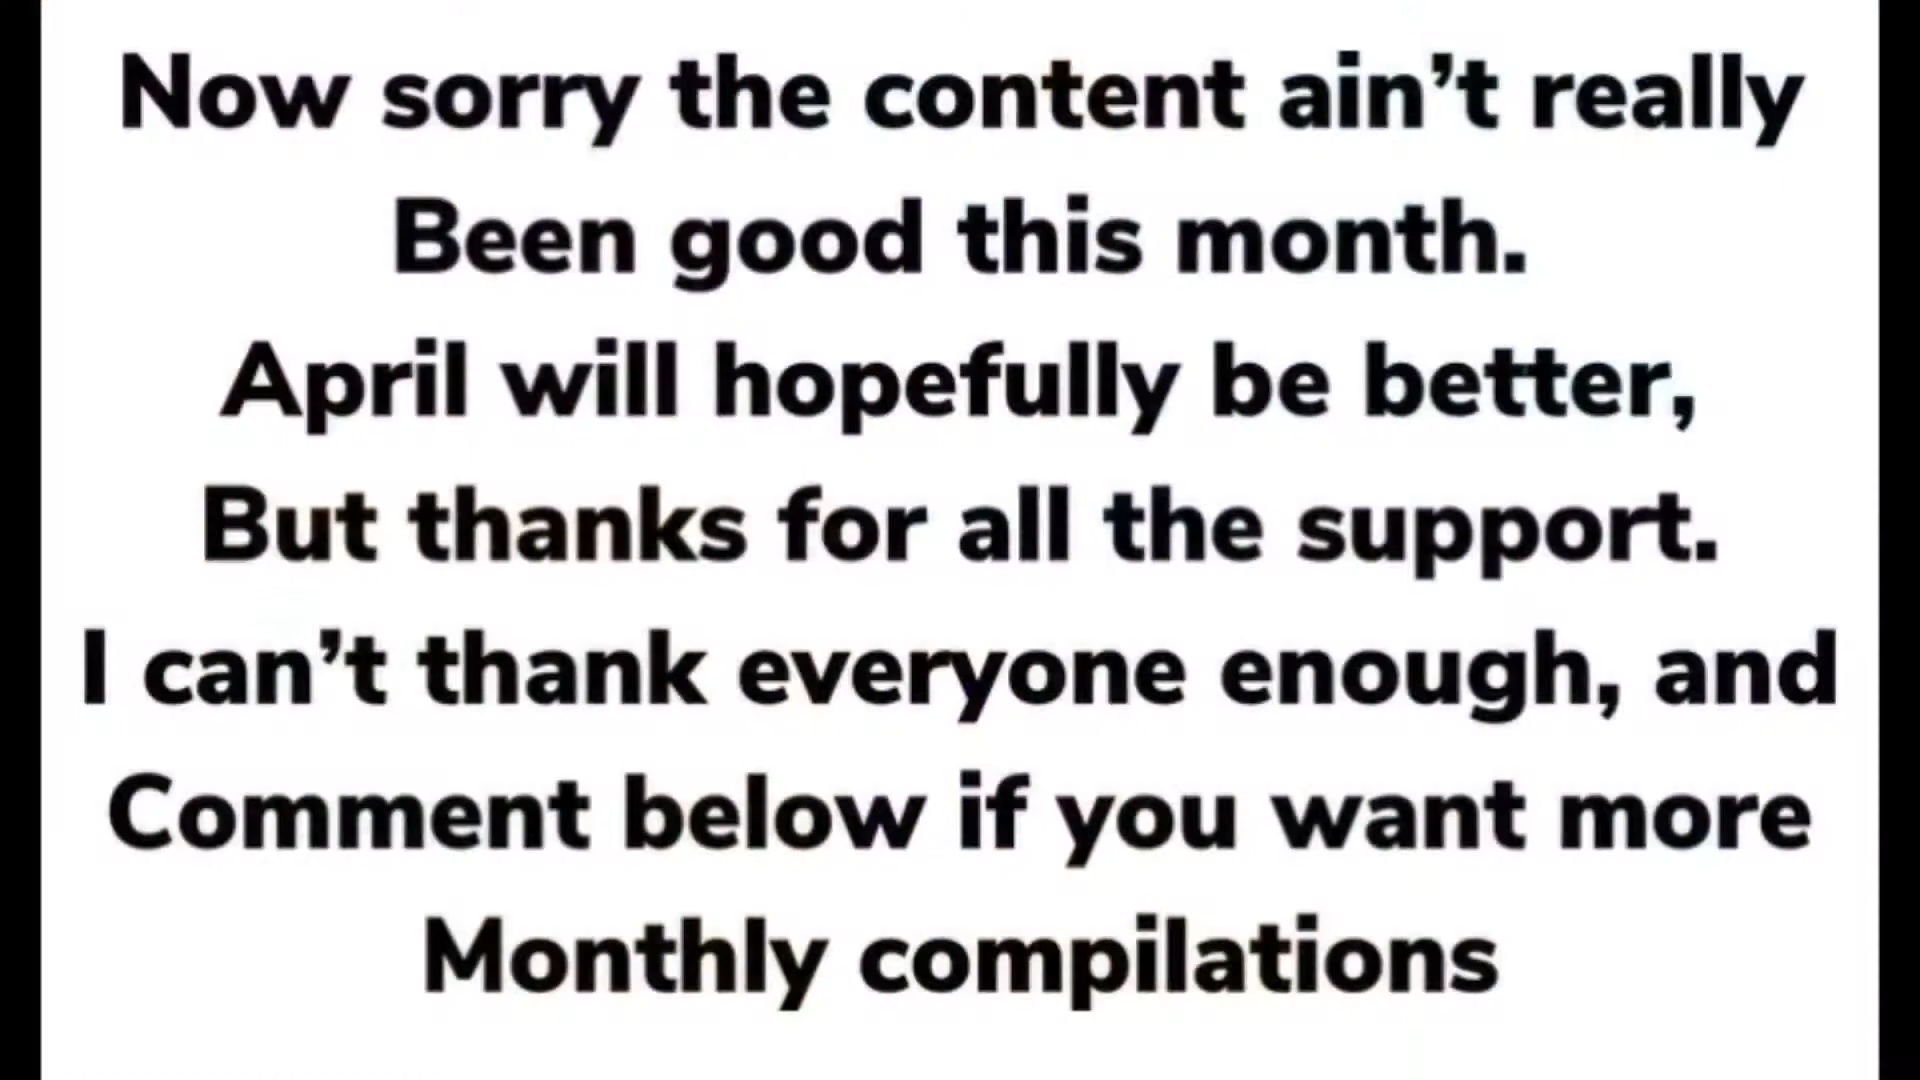 Now sorry the content ain’t really
Been good this month.
April will hopefully be better,
But thanks for all the support.
I can’t thank everyone enough, and
Comment below if you want more
Monthly compilations